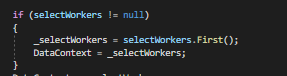 if (selectWorkers != null)
{
_selectWorkers = selectWorkers.First();
DataContext = _selectWorkers;
}